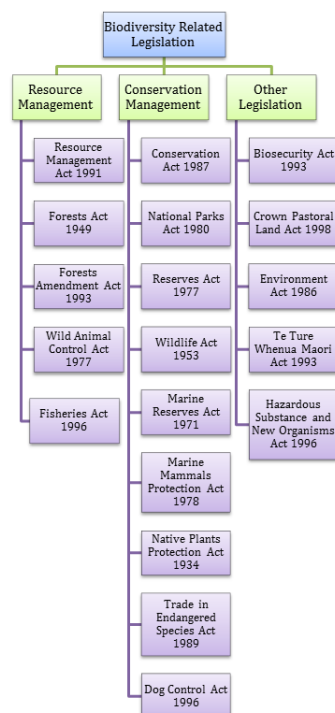 Biodiversity Related
Legislation
Resource
Management
Resource
Management
Act 1991
Forests Act
1949
Forests
Amendment Act
1993
Wild Animal
Control Act
1977
Fisheries Act
1996
Conservation
Management
Conservation
Act 1987
National Parks
Act 1980
Reserves Act
1977
Wildlife Act
1953
Marine
Reserves Act
1971
Marine
Mammals
Protection Act
1978
Native Plants
Protection Act
1934
Trade in
Endangered
Species Act
1989
Dog Control Act
1996
Other
Legislation
Biosecurity Act
1993
Crown Pastoral
Land Act 1998
Environment
Act 1986
Te Ture
Whenua Maori
Act 1993
Hazardous
Substance and
New Organisms
Act 1996